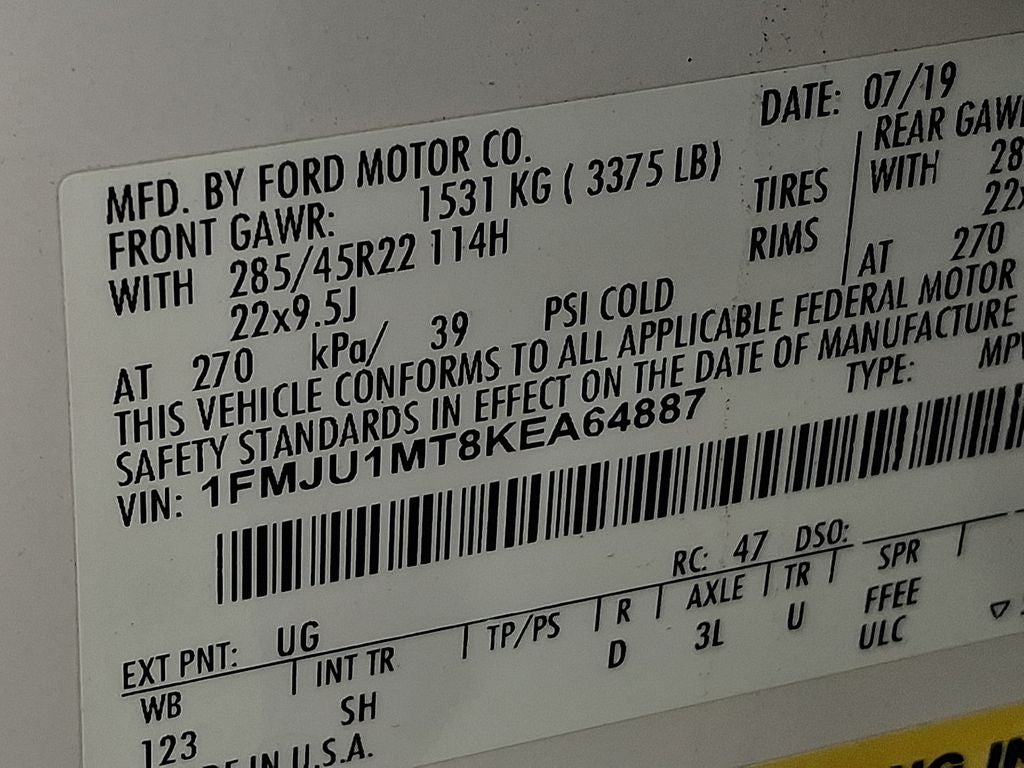 DATE: 07/19
MFD. BY FORD MOTOR CO.
FRONT GAWR: 1531 KG ( 3375 LB)
WITH 285/45R22 114H TIRES
22x9.5J RIMS
AT 270 kPa/ 39 PSI COLD
REAR GAW
WITH 28
22x
AT 270
THIS VEHICLE CONFORMS TO ALL APPLICABLE FEDERAL MOTOR
SAFETY STANDARDS IN EFFECT ON THE DATE OF MANUFACTURE
VIN: 1FMJU1MT8KEA64887
TYPE: MPV
RC: 47 DSO:
EXT PNT: UG
WB | INT TR | TP/PS | R | AXLE | TR | SPR |
123 SH D 3L U FFEE
ULC
IN U.S.A.